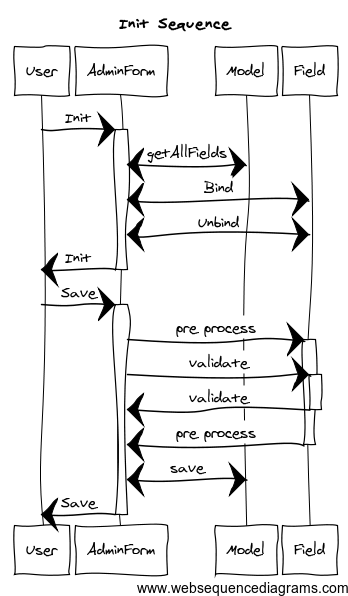 Init Sequence
User AdminForm Model Field
Init
getAllFields
Bind
Unbind
Init
Save
pre process
validate
validate
pre process
save
Save
User AdminForm Model Field
www.websequencediagrams.com